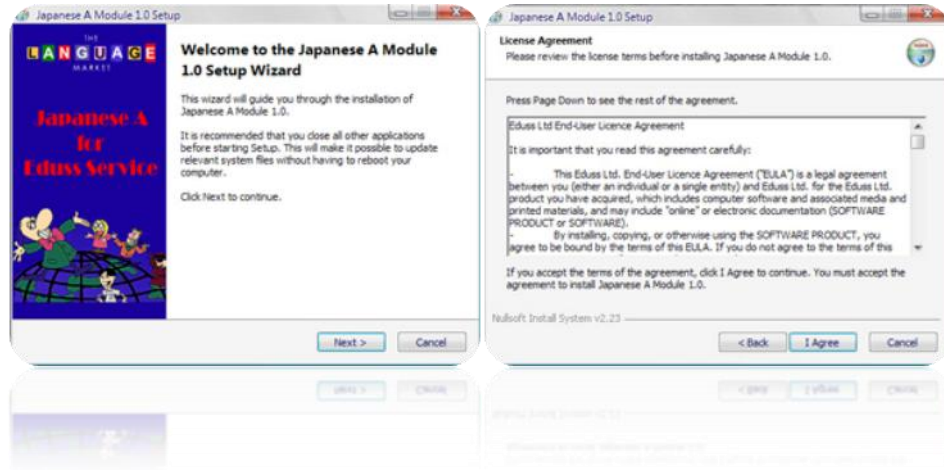 Japanese A Module 1.0 Setup
THE
LANGUAGE
MARKET
Japanese A
for
Eduss Service
Welcome to the Japanese A Module
1.0 Setup Wizard
This wizard will guide you through the installation of
Japanese A Module 1.0.
It is recommended that you close all other applications
before starting Setup. This will make it possible to update
relevant system files without having to reboot your
computer.
Click Next to continue.
Next >
Cancel
Japanese A Module 1.0 Setup
License Agreement
Please review the license terms before installing Japanese A Module 1.0.
Press Page Down to see the rest of the agreement.
Eduss Ltd End-User Licence Agreement
It is important that you read this agreement carefully:
- This Eduss Ltd. End-User Licence Agreement ("EULA") is a legal agreement
between you (either an individual or a single entity) and Eduss Ltd. for the Eduss Ltd.
product you have acquired, which includes computer software and associated media and
printed materials, and may include "online" or electronic documentation (SOFTWARE
PRODUCT or SOFTWARE).
- By installing, copying, or otherwise using the SOFTWARE PRODUCT, you
agree to be bound by the terms of this EULA. If you do not agree to the terms of this
If you accept the terms of the agreement, click I Agree to continue. You must accept the
agreement to install Japanese A Module 1.0.
Nullsoft Install System v2.23
< Back
I Agree
Cancel